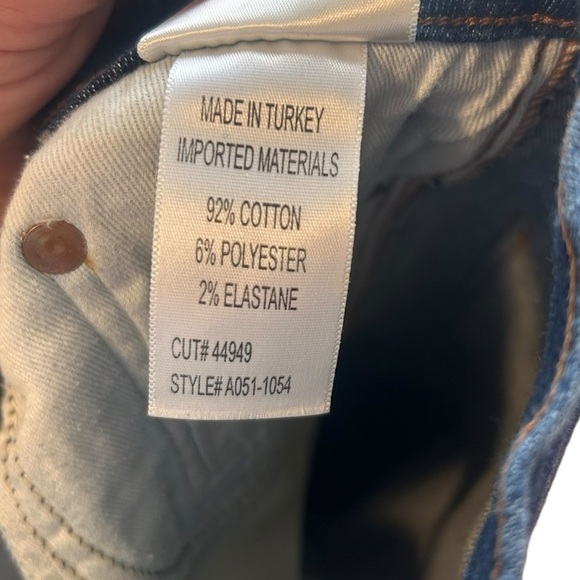 MADE IN TURKEY
IMPORTED MATERIALS
92% COTTON
6% POLYESTER
2% ELASTANE
CUT# 44949
STYLE# A051-1054